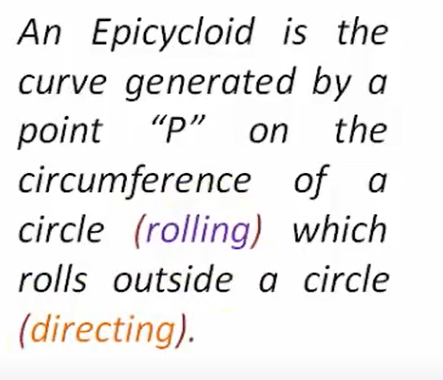 An Epicycloid is the
curve generated by a
point “P” on the
circumference of a
circle (rolling) which
rolls outside a circle
(directing).